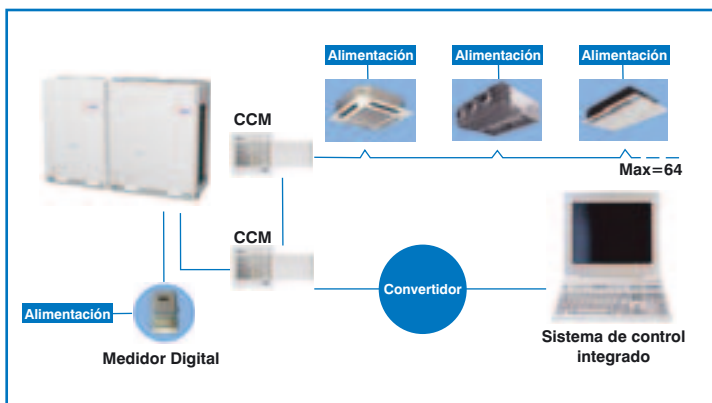 Alimentación
Alimentación
Alimentación
CCM
Max=64
CCM
Convertidor
Alimentación
Medidor Digital
Sistema de control
integrado